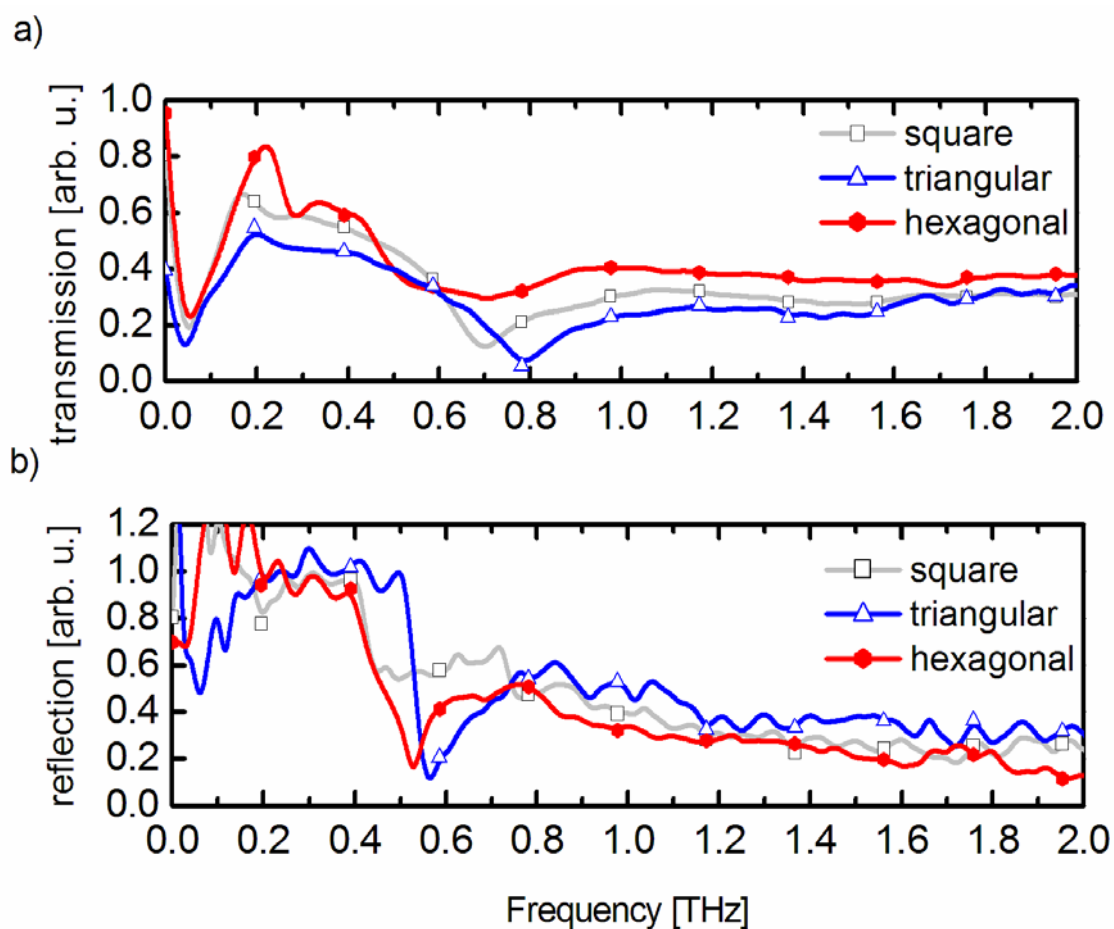 a)
transmission [arb. u.]
1.0
0.8
0.6
0.4
0.2
0.0
square
triangular
hexagonal
0.0 0.2 0.4 0.6 0.8 1.0 1.2 1.4 1.6 1.8 2.0
b)
reflection [arb. u.]
1.2
1.0
0.8
0.6
0.4
0.2
0.0
square
triangular
hexagonal
0.0 0.2 0.4 0.6 0.8 1.0 1.2 1.4 1.6 1.8 2.0
Frequency [THz]